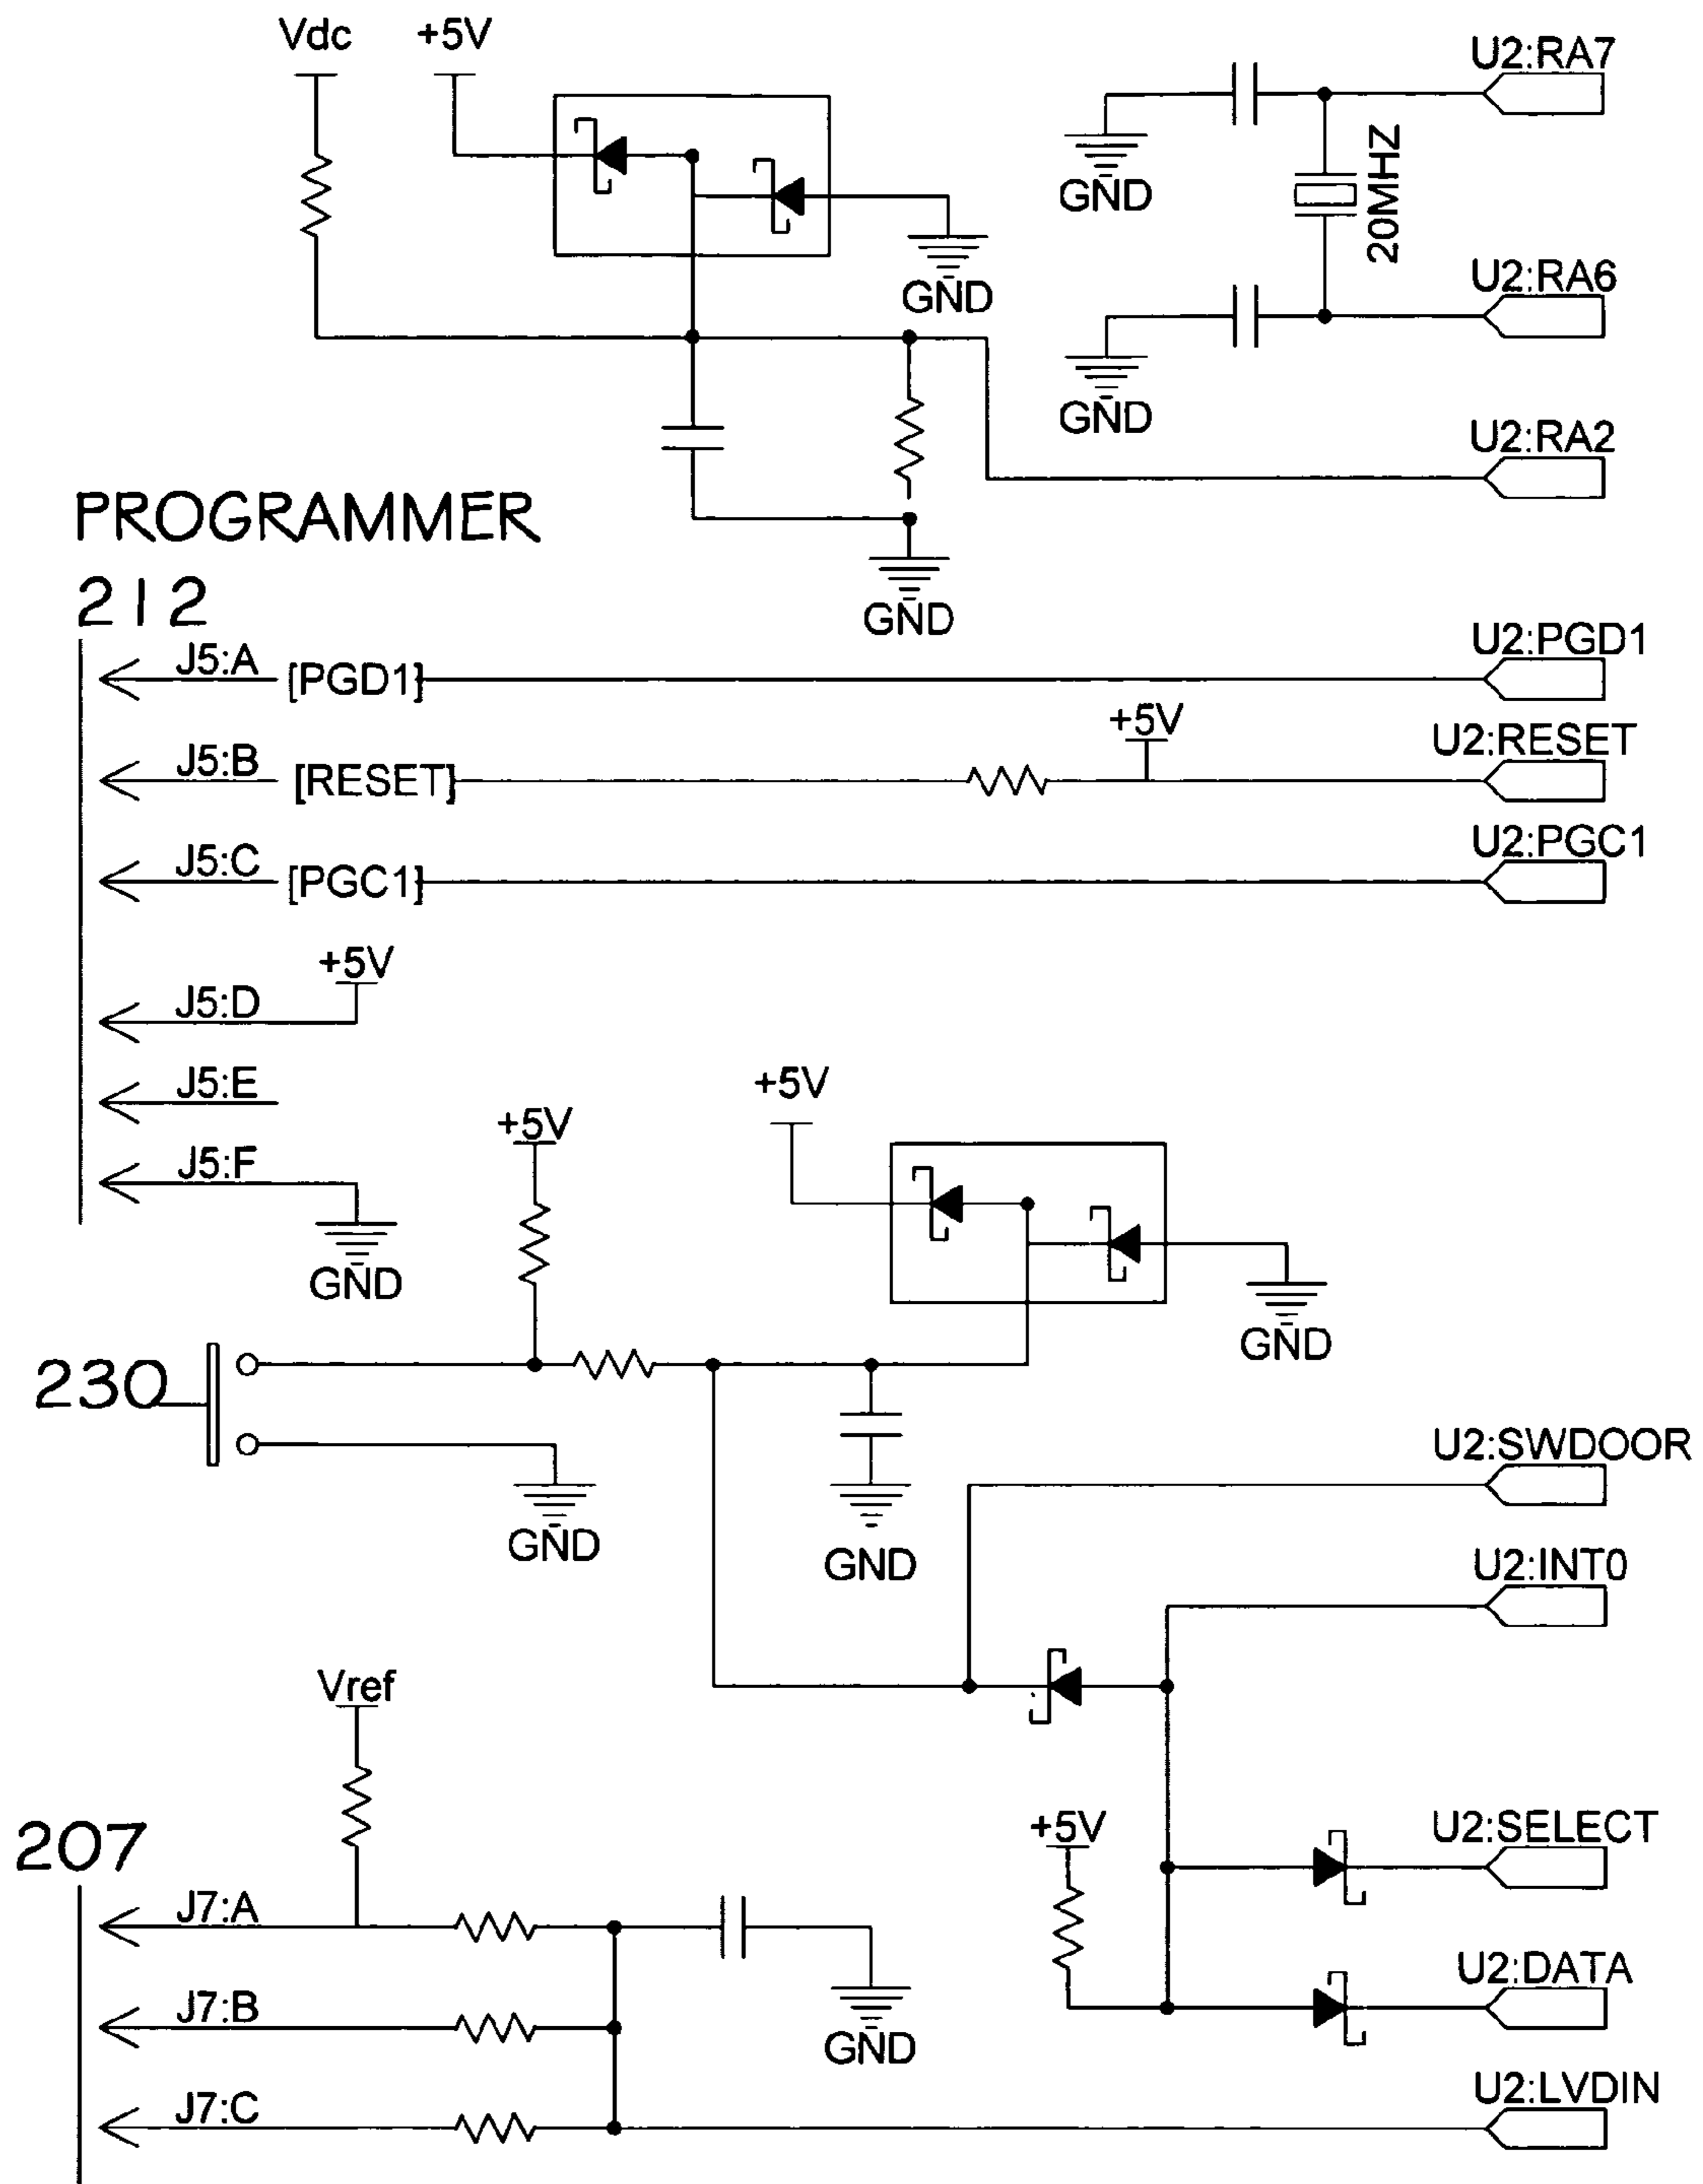 Vdc
+5V
U2:RA7
GND
20MHZ
GND
U2:RA6
GND
U2:RA2
PROGRAMMER
212
GND
J5:A
[PGD1]
U2:PGD1
J5:B
[RESET]
+5V
U2:RESET
J5:C
[PGC1]
U2:PGC1
+5V
J5:D
J5:E
+5V
+5V
J5:F
GND
GND
230
U2:SWDOOR
GND
GND
U2:INT0
Vref
207
+5V
U2:SELECT
J7:A
U2:DATA
J7:B
GND
J7:C
U2:LVDIN